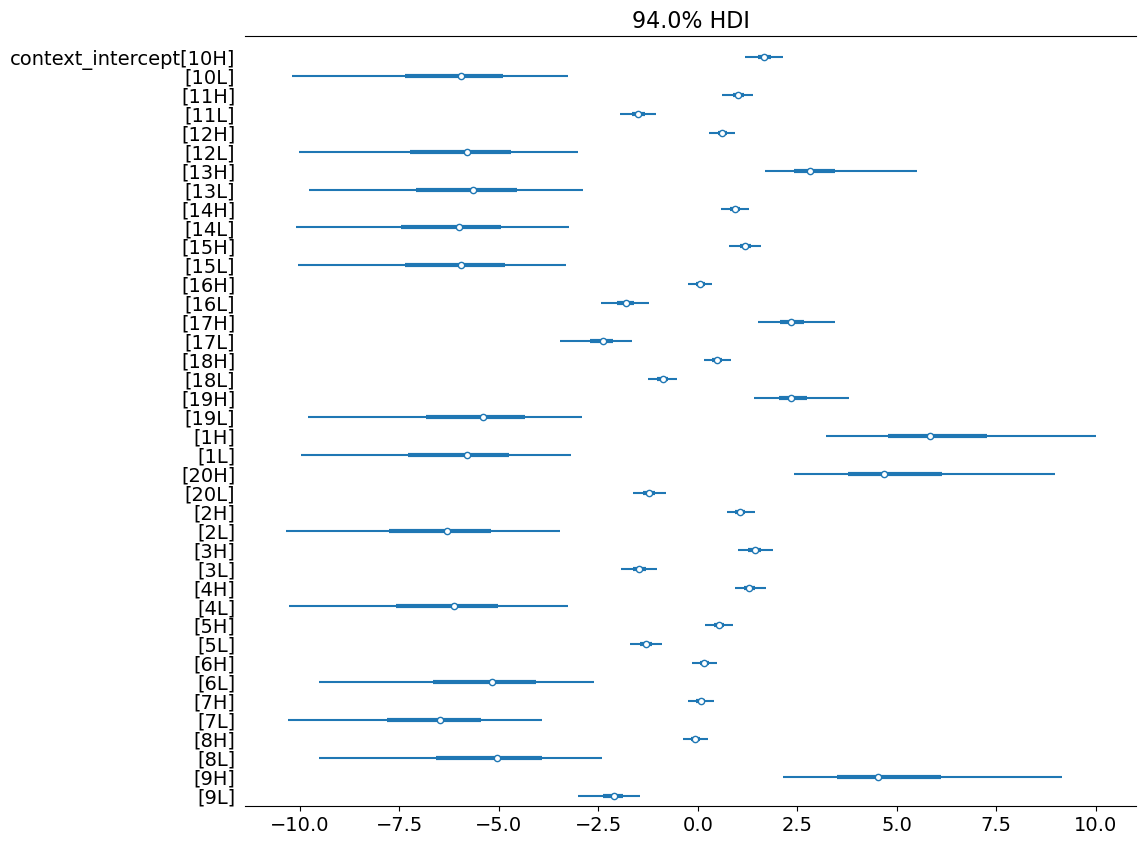 94.0% HDI
context_intercept[10H]
[10L]
[11H]
[11L]
[12H]
[12L]
[13H]
[13L]
[14H]
[14L]
[15H]
[15L]
[16H]
[16L]
[17H]
[17L]
[18H]
[18L]
[19H]
[19L]
[1H]
[1L]
[20H]
[20L]
[2H]
[2L]
[3H]
[3L]
[4H]
[4L]
[5H]
[5L]
[6H]
[6L]
[7H]
[7L]
[8H]
[8L]
[9H]
[9L]
−10.0 −7.5 −5.0 −2.5 0.0 2.5 5.0 7.5 10.0